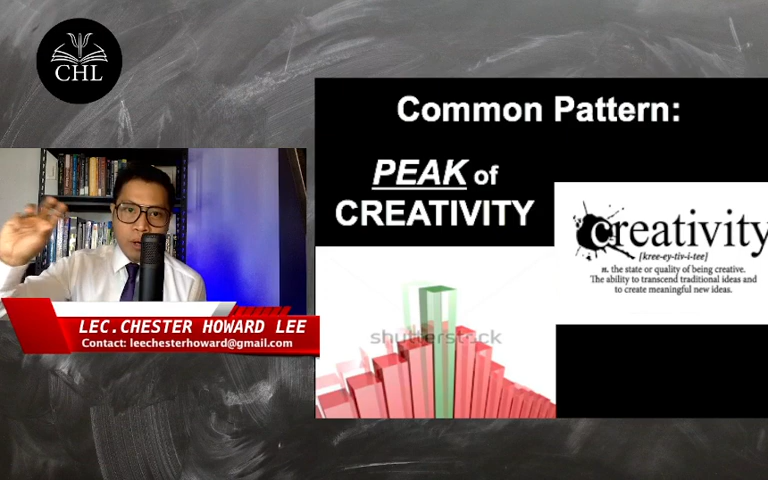 CHL
Common Pattern:
PEAK of
CREATIVITY
creativity
[kree-ey-tiv-i-tee]
n. the state or quality of being creative.
The ability to transcend traditional ideas and
to create meaningful new ideas.
shutterstock
LEC.CHESTER HOWARD LEE
Contact: leechesterhoward@gmail.com